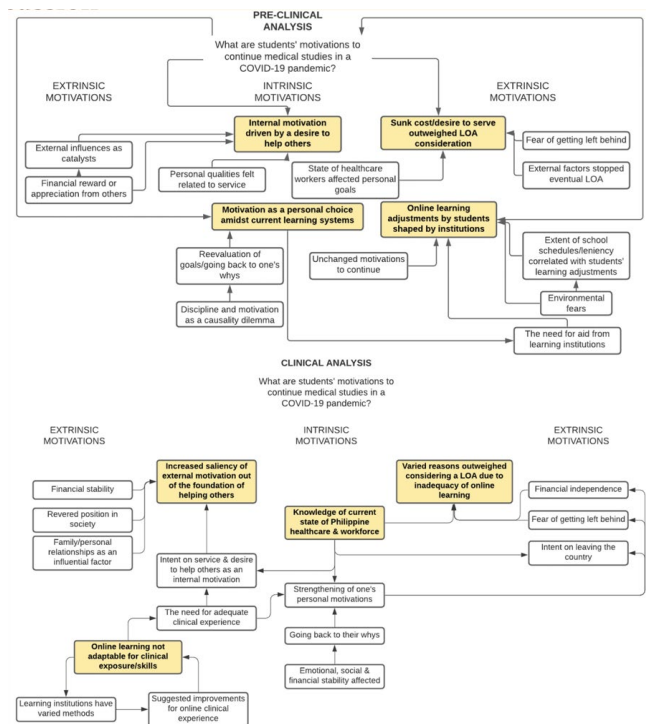 PRE-CLINICAL
ANALYSIS
What are students' motivations to
continue medical studies in a
COVID-19 pandemic?
EXTRINSIC
MOTIVATIONS
INTRINSIC
MOTIVATIONS
EXTRINSIC
MOTIVATIONS
Internal motivation
driven by a desire to
help others
Sunk cost/desire to serve
outweighed LOA
consideration
External influences as
catalysts
Financial reward or
appreciation from others
Personal qualities felt
related to service
State of healthcare
workers affected personal
goals
Fear of getting left behind
External factors stopped
eventual LOA
Motivation as a personal choice
amidst current learning systems
Online learning
adjustments by students
shaped by institutions
Reevaluation of
goals/going back to one's
whys
Discipline and motivation
as a causality dilemma
Unchanged motivations
to continue
Extent of school
schedules/leniency
correlated with students'
learning adjustments
Environmental
fears
The need for aid from
learning institutions
CLINICAL ANALYSIS
What are students' motivations to
continue medical studies in a
COVID-19 pandemic?
EXTRINSIC
MOTIVATIONS
INTRINSIC
MOTIVATIONS
EXTRINSIC
MOTIVATIONS
Increased saliency of
external motivation out
of the foundation of
helping others
Varied reasons outweighed
considering a LOA due to
inadequacy of online
learning
Financial stability
Revered position in
society
Family/personal
relationships as an
influential factor
Knowledge of current
state of Philippine
healthcare & workforce
Financial independence
Fear of getting left behind
Intent on leaving the
country
Intent on service & desire
to help others as an
internal motivation
Strengthening of one's
personal motivations
The need for adequate
clinical experience
Going back to their whys
Online learning not
adaptable for clinical
exposure/skills
Emotional, social &
financial stability affected
Learning institutions have
varied methods
Suggested improvements
for online clinical
experience